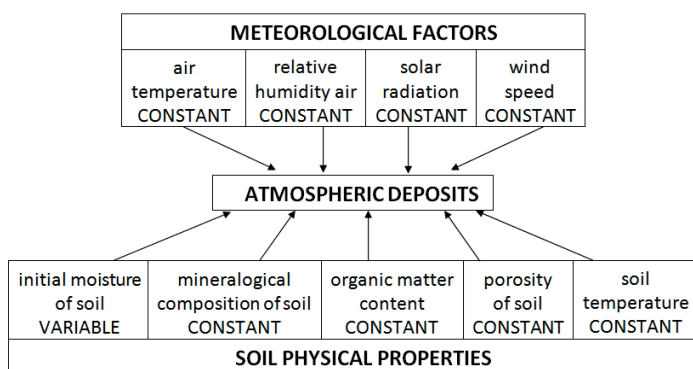 METEOROLOGICAL FACTORS
air temperature CONSTANT
relative humidity air CONSTANT
solar radiation CONSTANT
wind speed CONSTANT
ATMOSPHERIC DEPOSITS
initial moisture of soil VARIABLE
mineralogical composition of soil CONSTANT
organic matter content CONSTANT
porosity of soil CONSTANT
soil temperature CONSTANT
SOIL PHYSICAL PROPERTIES